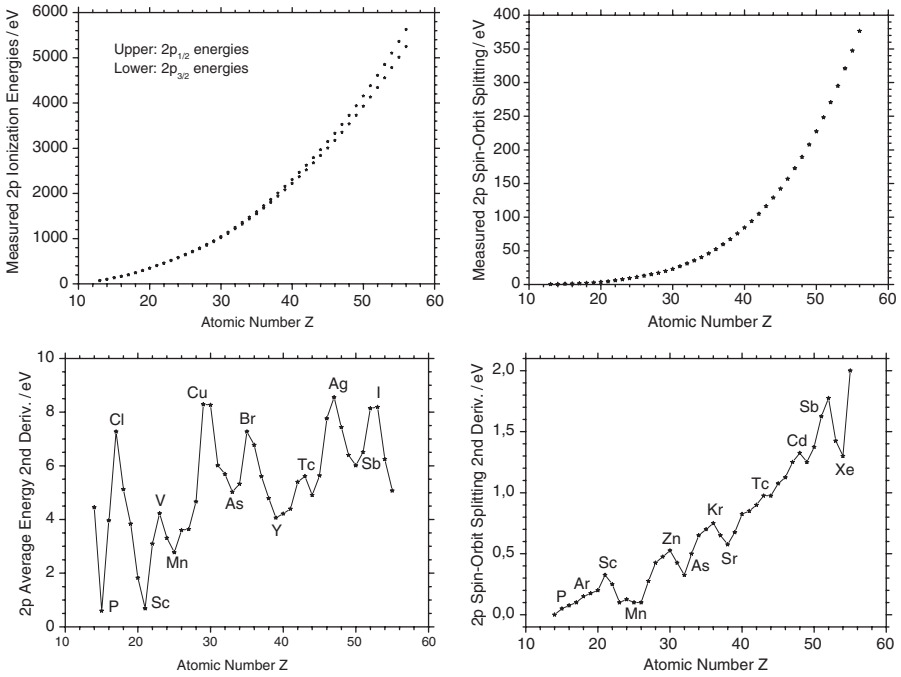 Measured 2p Ionization Energies / eV
6000
5000
4000
3000
2000
1000
0
Upper: 2p1/2 energies
Lower: 2p3/2 energies
10 20 30 40 50 60
Atomic Number Z
Measured 2p Spin-Orbit Splitting / eV
400
350
300
250
200
150
100
50
0
10 20 30 40 50 60
Atomic Number Z
2p Average Energy 2nd Deriv. / eV
10
8
6
4
2
0
Cl
P
V
Mn
Sc
Cu
As
Br
Y
Tc
Ag
Sb
I
10 20 30 40 50 60
Atomic Number Z
2p Spin-Orbit Splitting 2nd Deriv. / eV
2,0
1,5
1,0
0,5
0,0
P
Ar
Sc
Mn
Zn
As
Kr
Sr
Tc
Cd
Sb
Xe
10 20 30 40 50 60
Atomic Number Z